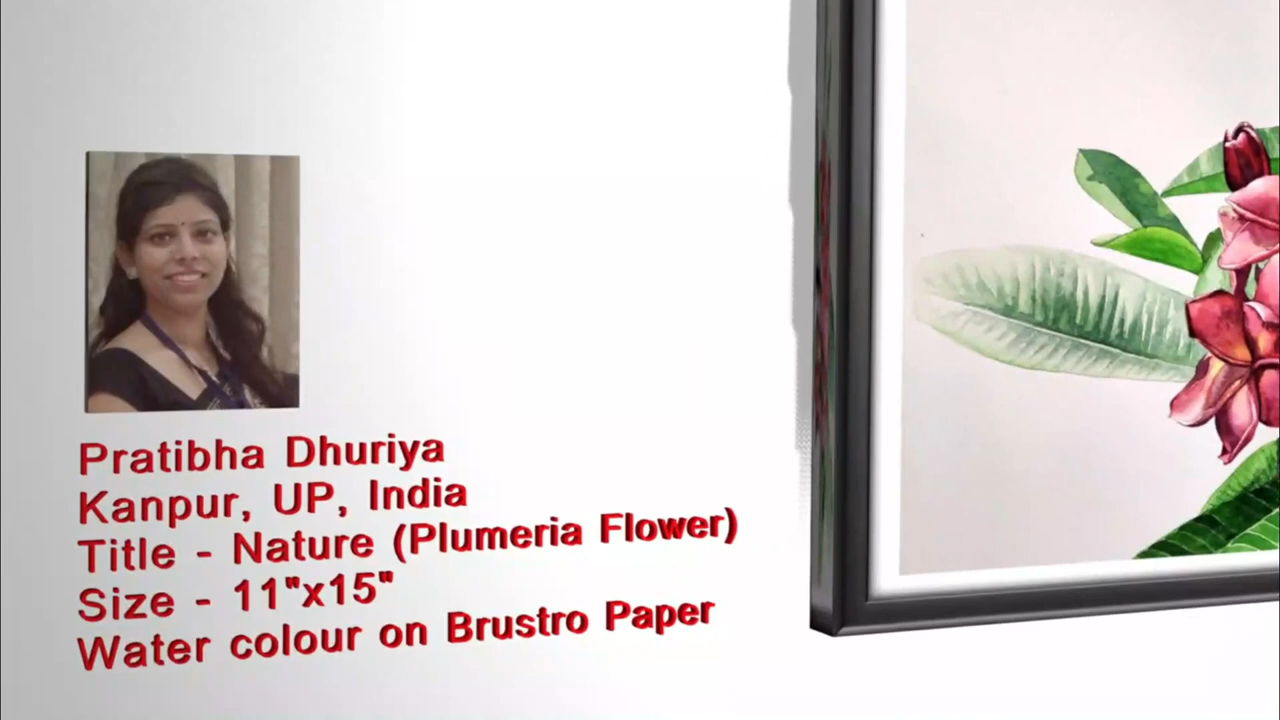 Pratibha Dhuriya
Kanpur, UP, India
Title - Nature (Plumeria Flower)
Size - 11"x15"
Water colour on Brustro Paper